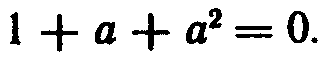 1 + a + a² = 0.